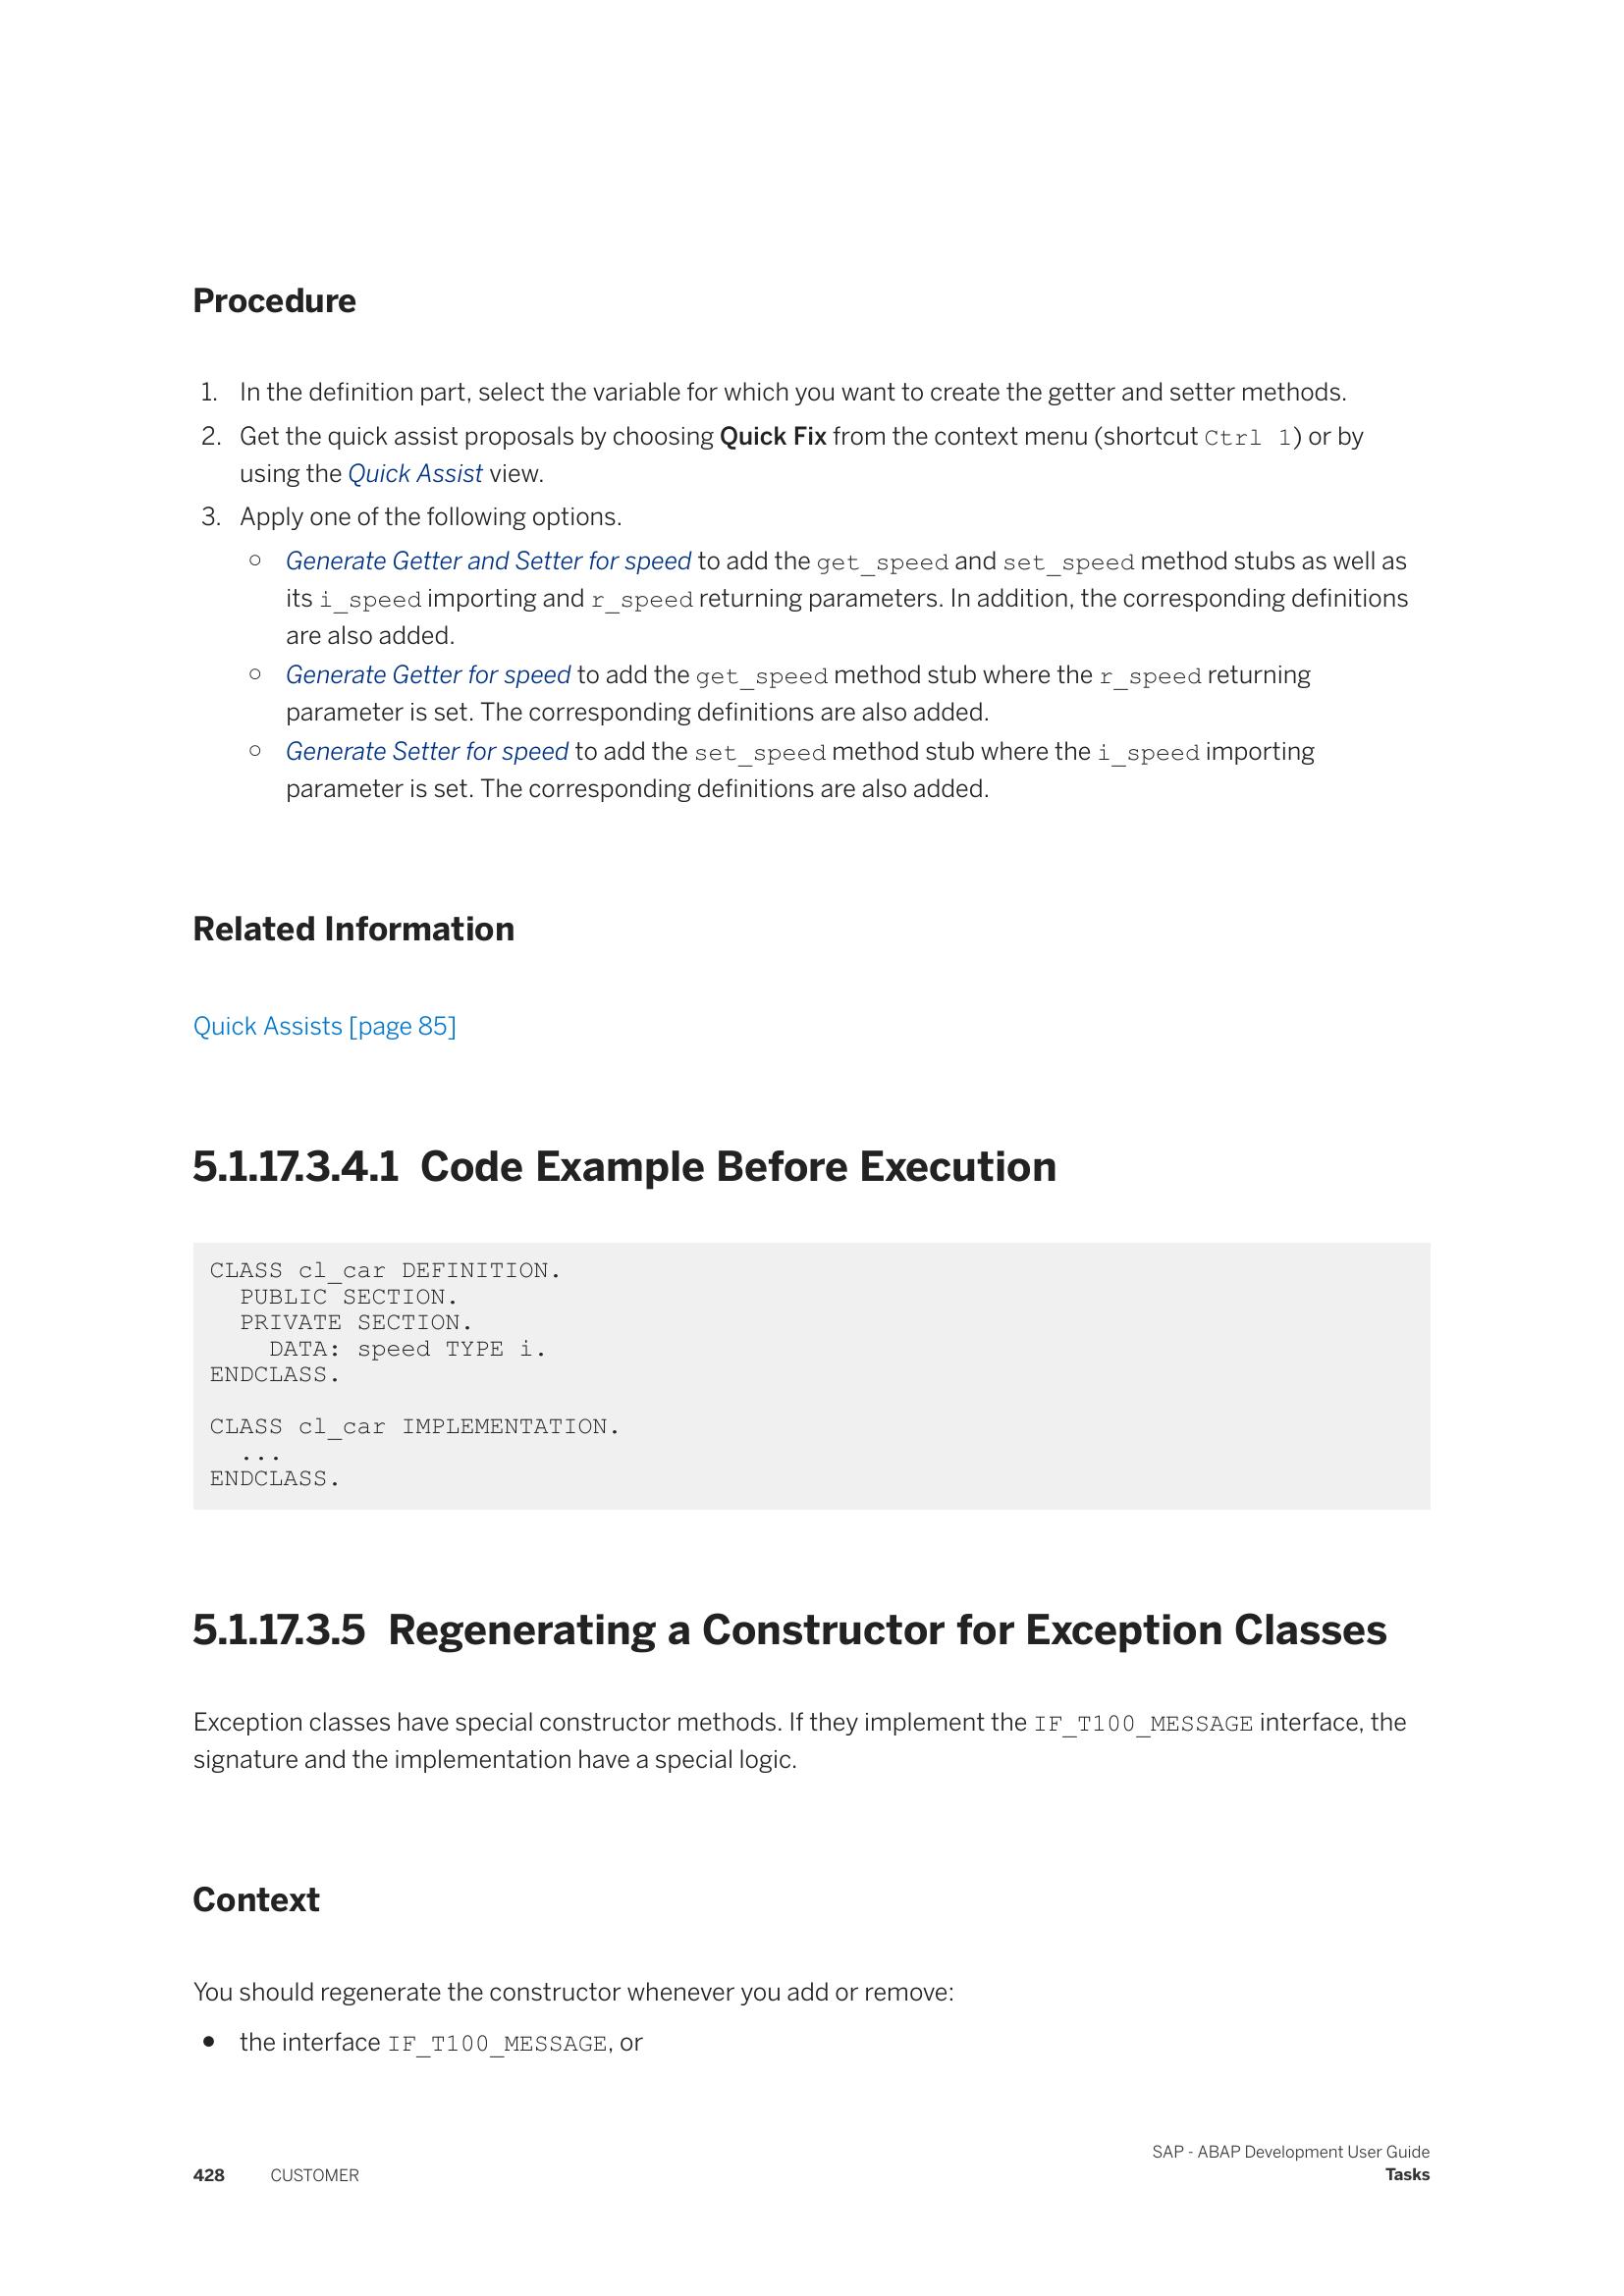 Procedure
1. In the definition part, select the variable for which you want to create the getter and setter methods.
2. Get the quick assist proposals by choosing Quick Fix from the context menu (shortcut Ctrl 1) or by
using the Quick Assist view.
3. Apply one of the following options.
○ Generate Getter and Setter for speed to add the get_speed and set_speed method stubs as well as
its i_speed importing and r_speed returning parameters. In addition, the corresponding definitions
are also added.
○ Generate Getter for speed to add the get_speed method stub where the r_speed returning
parameter is set. The corresponding definitions are also added.
○ Generate Setter for speed to add the set_speed method stub where the i_speed importing
parameter is set. The corresponding definitions are also added.
Related Information
Quick Assists [page 85]
5.1.17.3.4.1 Code Example Before Execution
CLASS cl_car DEFINITION.
  PUBLIC SECTION.
  PRIVATE SECTION.
    DATA: speed TYPE i.
ENDCLASS.
CLASS cl_car IMPLEMENTATION.
  ...
ENDCLASS.
5.1.17.3.5 Regenerating a Constructor for Exception Classes
Exception classes have special constructor methods. If they implement the IF_T100_MESSAGE interface, the
signature and the implementation have a special logic.
Context
You should regenerate the constructor whenever you add or remove:
● the interface IF_T100_MESSAGE, or
SAP - ABAP Development User Guide
428 CUSTOMER Tasks